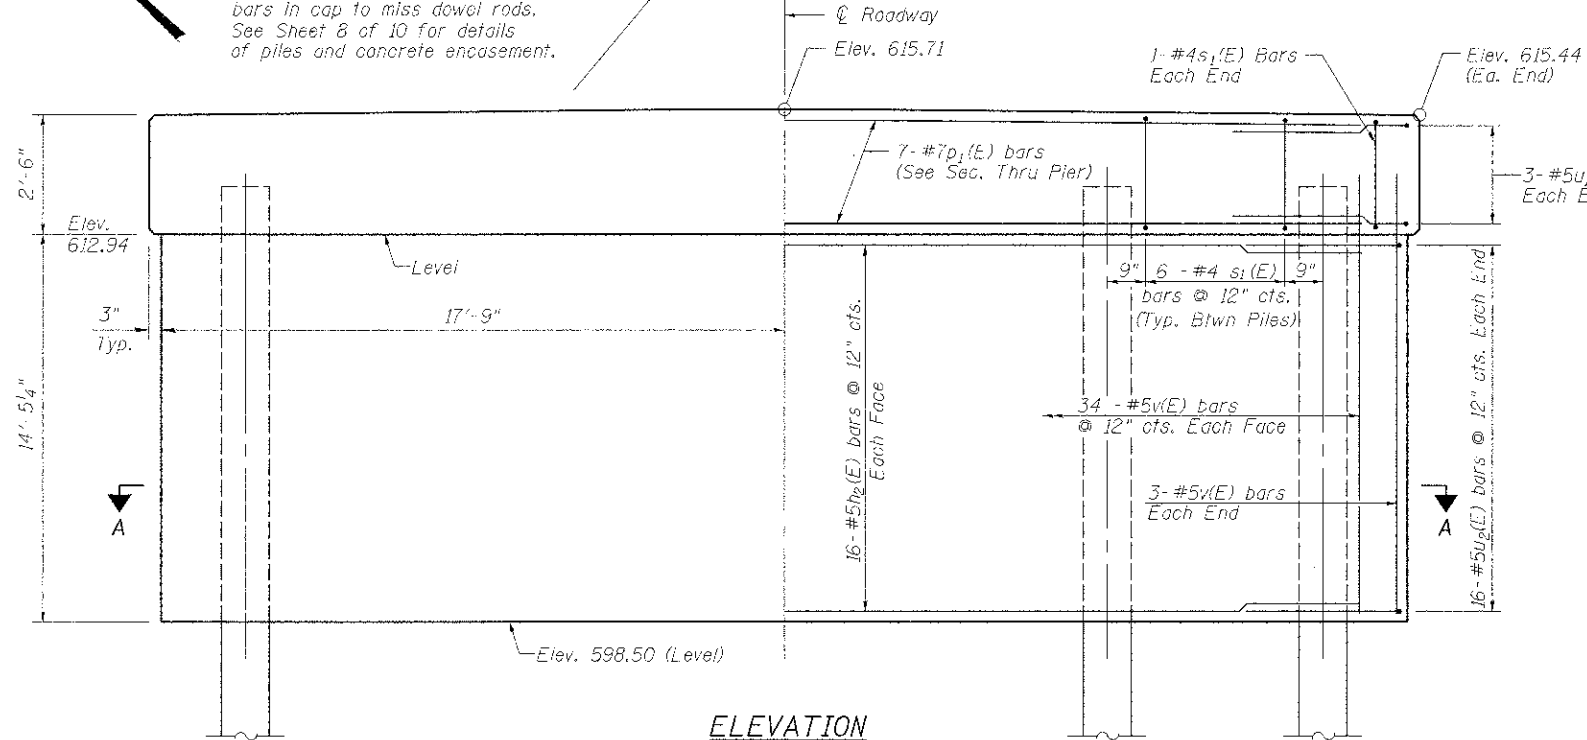 bars in cap to miss dowel rods.
See Sheet 8 of 10 for details
of piles and concrete encasement.
℄ Roadway
Elev. 615.71
1-#4s₁(E) Bars
Each End
Elev. 615.44
(Ea. End)
2'-6"
7-#7p₁(E) bars
(See Sec. Thru Pier)
3-#5u
Each E
Elev.
612.94
Level
9"
6 - #4 s₁(E)
9"
bars @ 12" cts.
(Typ. Btwn Piles)
3"
Typ.
17'-9"
14'-5¼"
16-#5h₂(E) bars @ 12" cts.
Each Face
34 -#5v(E) bars
@ 12" cts. Each Face
3-#5v(E) bars
Each End
16-#5u₂(E) bars @ 12" cts. Each End
A
A
Elev. 598.50 (Level)
ELEVATION